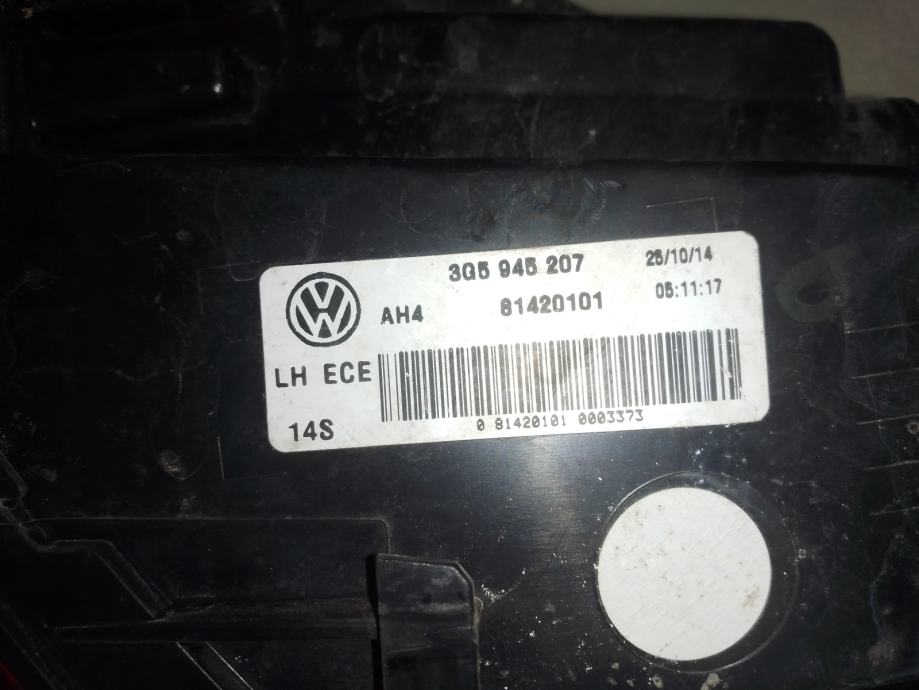 3G5 945 207
25/10/14
AH4
81420101
05:11:17
LH ECE
14S
0 81420101 0003373